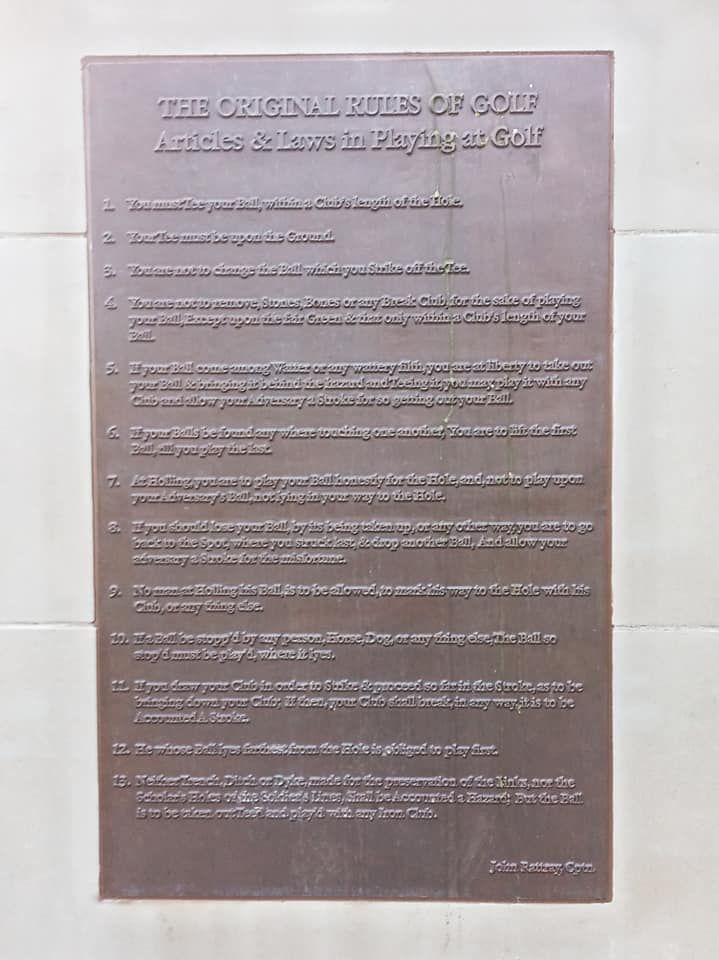 THE ORIGINAL RULES OF GOLF
Articles & Laws in Playing at Golf
1. You must Tee your Ball, within a Club's length of the Hole.
2. Your Tee must be upon the Ground.
3. You are not to change the Ball which you Strike off the Tee.
4. You are not to remove, Stones, Bones or any Break Club, for the sake of playing
your Ball, Except upon the fair Green & that only within a Club's length of your
Ball.
5. If your Ball come among Watter or any wattery filth, you are at liberty to take out
your Ball & bringing it behind the hazard and Teeing it, you may play it with any
Club and allow your Adversary a Stroke for so getting out your Ball.
6. If your Balls be found any where touching one another, You are to lift the first
Ball, till you play the last.
7. At Holling, you are to play your Ball honestly for the Hole, and, not to play upon
your Adversary's Ball, not lying in your way to the Hole.
8. If you should, lose your Ball, by its being taken up, or any other way, you are to go
back to the Spot, where you struck last, & drop another Ball, And allow your
adversary a Stroke for the misfortune.
9. No man at Holling his Ball, is to be allowed, to mark his way to the Hole with his
Club, or any thing else.
10. If a Ball be stopp'd by any person, Horse, Dog, or any thing else, The Ball so
stop'd must be play'd, where it lyes.
11. If you draw your Club, in order to Strike & proceed so far in the Stroke, as to be
bringing down your Club; If then, your Club shall break, in any way, it is to be
Accounted A Stroke.
12. He whose Ball lyes farthest from the Hole is obliged to play first.
13. Neither Trench, Ditch or Dyke, made for the preservation of the Links, nor the
Scholar's Holes or the Soldier's Lines, Shall be Accounted a Hazard; But the Ball
is to be taken out Teed and play'd with any Iron Club.
John Rattray, Cptn